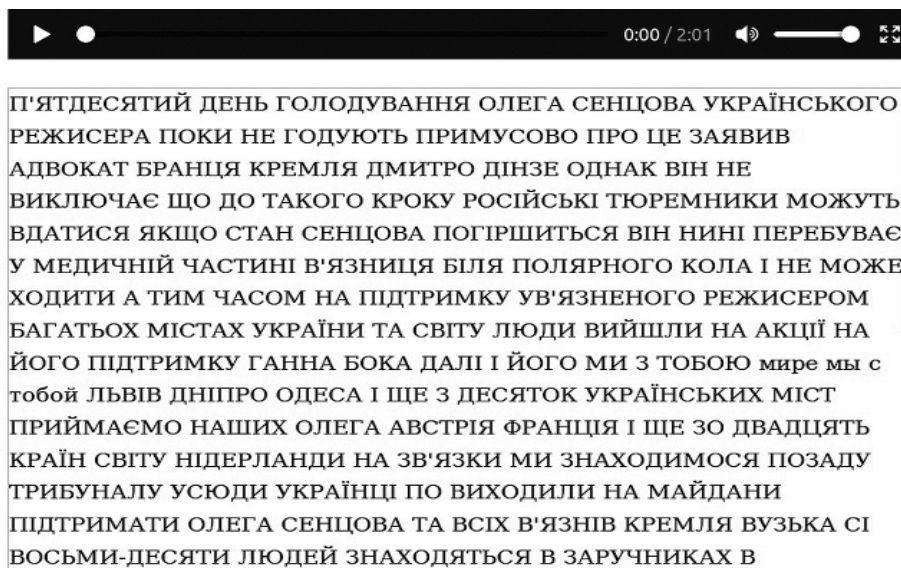 0:00 / 2:01
П'ЯТДЕСЯТИЙ ДЕНЬ ГОЛОДУВАННЯ ОЛЕГА СЕНЦОВА УКРАЇНСЬКОГО
РЕЖИСЕРА ПОКИ НЕ ГОДУЮТЬ ПРИМУСОВО ПРО ЦЕ ЗАЯВИВ
АДВОКАТ БРАНЦЯ КРЕМЛЯ ДМИТРО ДІНЗЕ ОДНАК ВІН НЕ
ВИКЛЮЧАЄ ЩО ДО ТАКОГО КРОКУ РОСІЙСЬКІ ТЮРЕМНИКИ МОЖУТЬ
ВДАТИСЯ ЯКЩО СТАН СЕНЦОВА ПОГІРШИТЬСЯ ВІН НИНІ ПЕРЕБУВАЄ
У МЕДИЧНІЙ ЧАСТИНІ В'ЯЗНИЦЯ БІЛЯ ПОЛЯРНОГО КОЛА І НЕ МОЖЕ
ХОДИТИ А ТИМ ЧАСОМ НА ПІДТРИМКУ УВ'ЯЗНЕНОГО РЕЖИСЕРОМ
БАГАТЬОХ МІСТАХ УКРАЇНИ ТА СВІТУ ЛЮДИ ВИЙШЛИ НА АКЦІЇ НА
ЙОГО ПІДТРИМКУ ГАННА БОКА ДАЛІ І ЙОГО МИ З ТОБОЮ мире мы с
тобой ЛЬВІВ ДНІПРО ОДЕСА І ЩЕ З ДЕСЯТОК УКРАЇНСЬКИХ МІСТ
ПРИЙМАЄМО НАШИХ ОЛЕГА АВСТРІЯ ФРАНЦІЯ І ЩЕ ЗО ДВАДЦЯТЬ
КРАЇН СВІТУ НІДЕРЛАНДИ НА ЗВ'ЯЗКИ МИ ЗНАХОДИМОСЯ ПОЗАДУ
ТРИБУНАЛУ УСЮДИ УКРАЇНЦІ ПО ВИХОДИЛИ НА МАЙДАНИ
ПІДТРИМАТИ ОЛЕГА СЕНЦОВА ТА ВСІХ В'ЯЗНІВ КРЕМЛЯ ВУЗЬКА СІ
ВОСЬМИ-ДЕСЯТИ ЛЮДЕЙ ЗНАХОДЯТЬСЯ В ЗАРУЧНИКАХ В